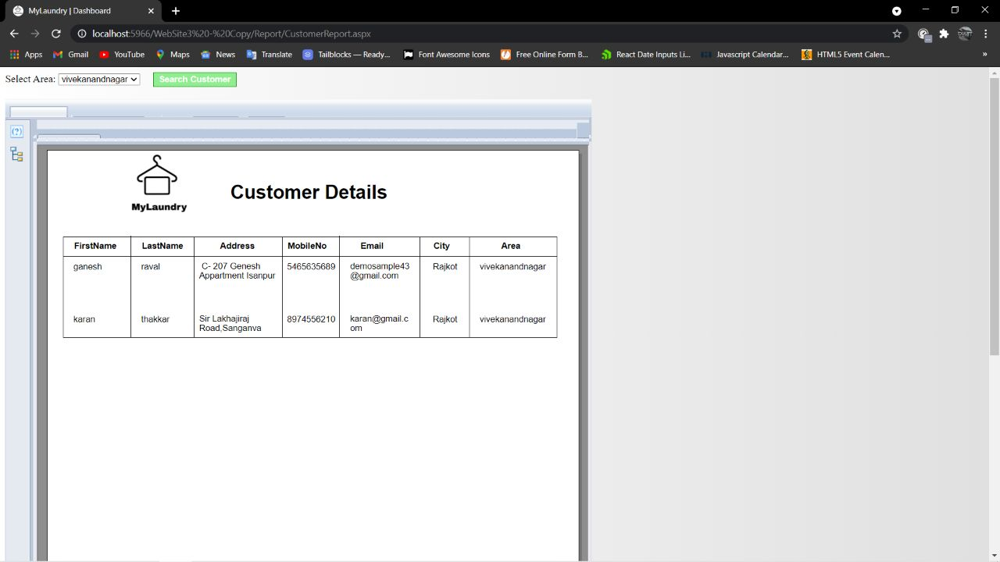 MyLaundry | Dashboard
localhost:5966/WebSite3%20-%20Copy/Report/CustomerReport.aspx
Apps Gmail YouTube Maps News Translate Tailblocks — Ready... Font Awesome Icons Free Online Form B... React Date Inputs Li... Javascript Calendar... HTML5 Event Calen... »
Select Area: vivekanandnagar Search Customer
(?)
MyLaundry
Customer Details
FirstName LastName Address MobileNo Email City Area
ganesh raval C- 207 Genesh 5465635689 demosample43 Rajkot vivekanandnagar
Appartment Isanpur @gmail.com
karan thakkar Sir Lakhajiraj 8974556210 karan@gmail.c Rajkot vivekanandnagar
Road,Sanganva om